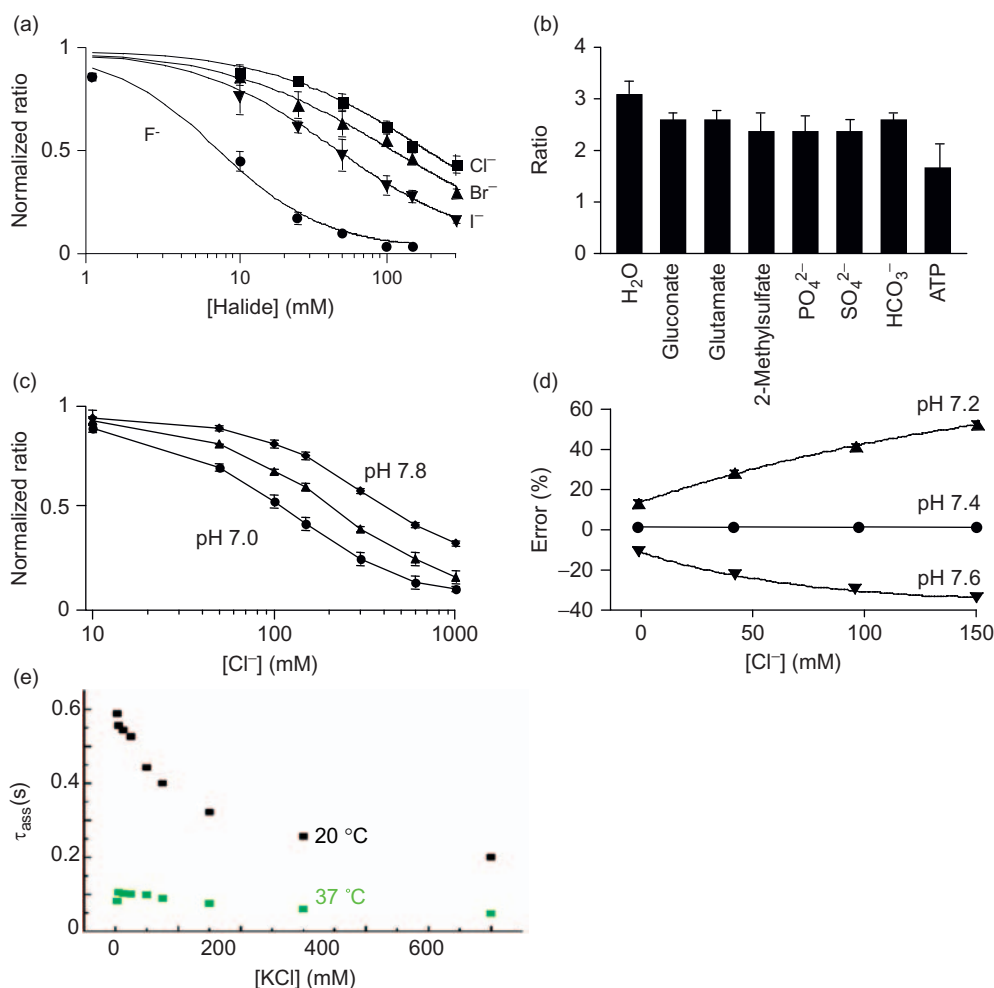 (a)
Normalized ratio
1
0.5
0
F-
Cl⁻
Br⁻
I⁻
1 10 100
[Halide] (mM)
(b)
Ratio
4
3
2
1
0
H₂O
Gluconate
Glutamate
2-Methylsulfate
PO₄²⁻
SO₄²⁻
HCO₃⁻
ATP
(c)
Normalized ratio
1
0.5
0
pH 7.8
pH 7.0
10 100 1000
[Cl⁻] (mM)
(d)
Error (%)
60
40
20
0
−20
−40
pH 7.2
pH 7.4
pH 7.6
0 50 100 150
[Cl⁻] (mM)
(e)
τass(s)
0.6
0.4
0.2
0
20 °C
37 °C
0 200 400 600
[KCl] (mM)